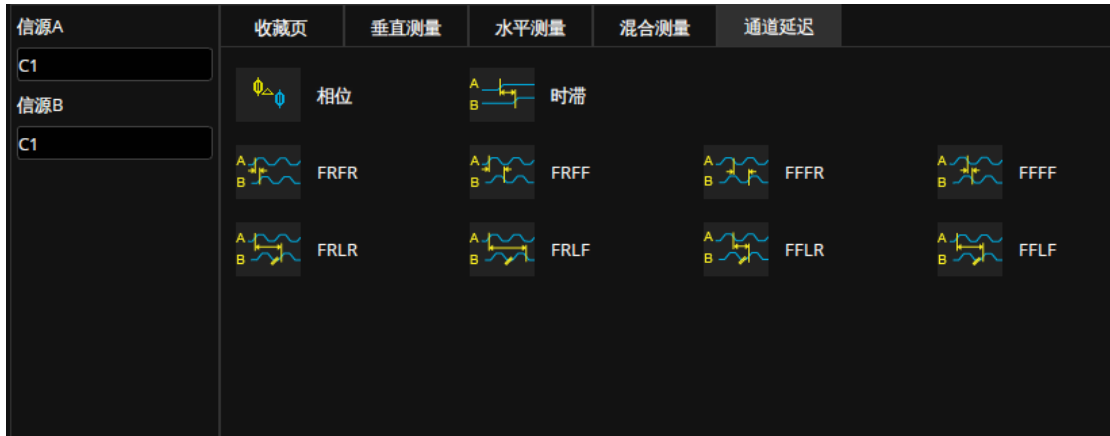 信源A
C1
信源B
C1
收藏页 垂直测量 水平测量 混合测量 通道延迟
相位 A B 时滞
A B FRFR A B FRFF A B FFFR A B FFFF
A B FRLR A B FRLF A B FFLR A B FFLF